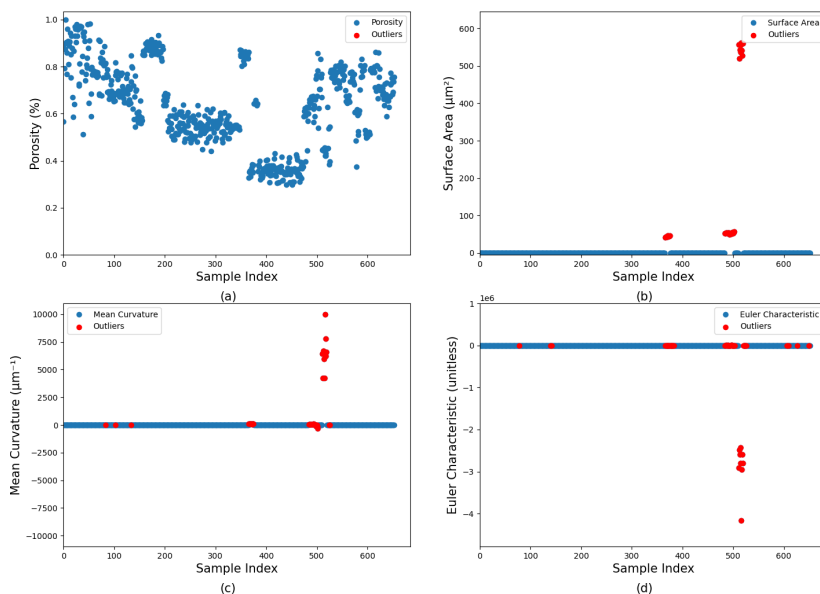 Porosity
Outliers
1.0
0.8
0.6
0.4
0.2
0.0
Porosity (%)
0 100 200 300 400 500 600
Sample Index
(a)
Surface Area
Outliers
600
500
400
300
200
100
0
Surface Area (μm²)
0 100 200 300 400 500 600
Sample Index
(b)
Mean Curvature
Outliers
10000
7500
5000
2500
0
−2500
−5000
−7500
−10000
Mean Curvature (μm⁻¹)
0 100 200 300 400 500 600
Sample Index
(c)
1e6
Euler Characteristic
Outliers
1
0
−1
−2
−3
−4
Euler Characteristic (unitless)
0 100 200 300 400 500 600
Sample Index
(d)